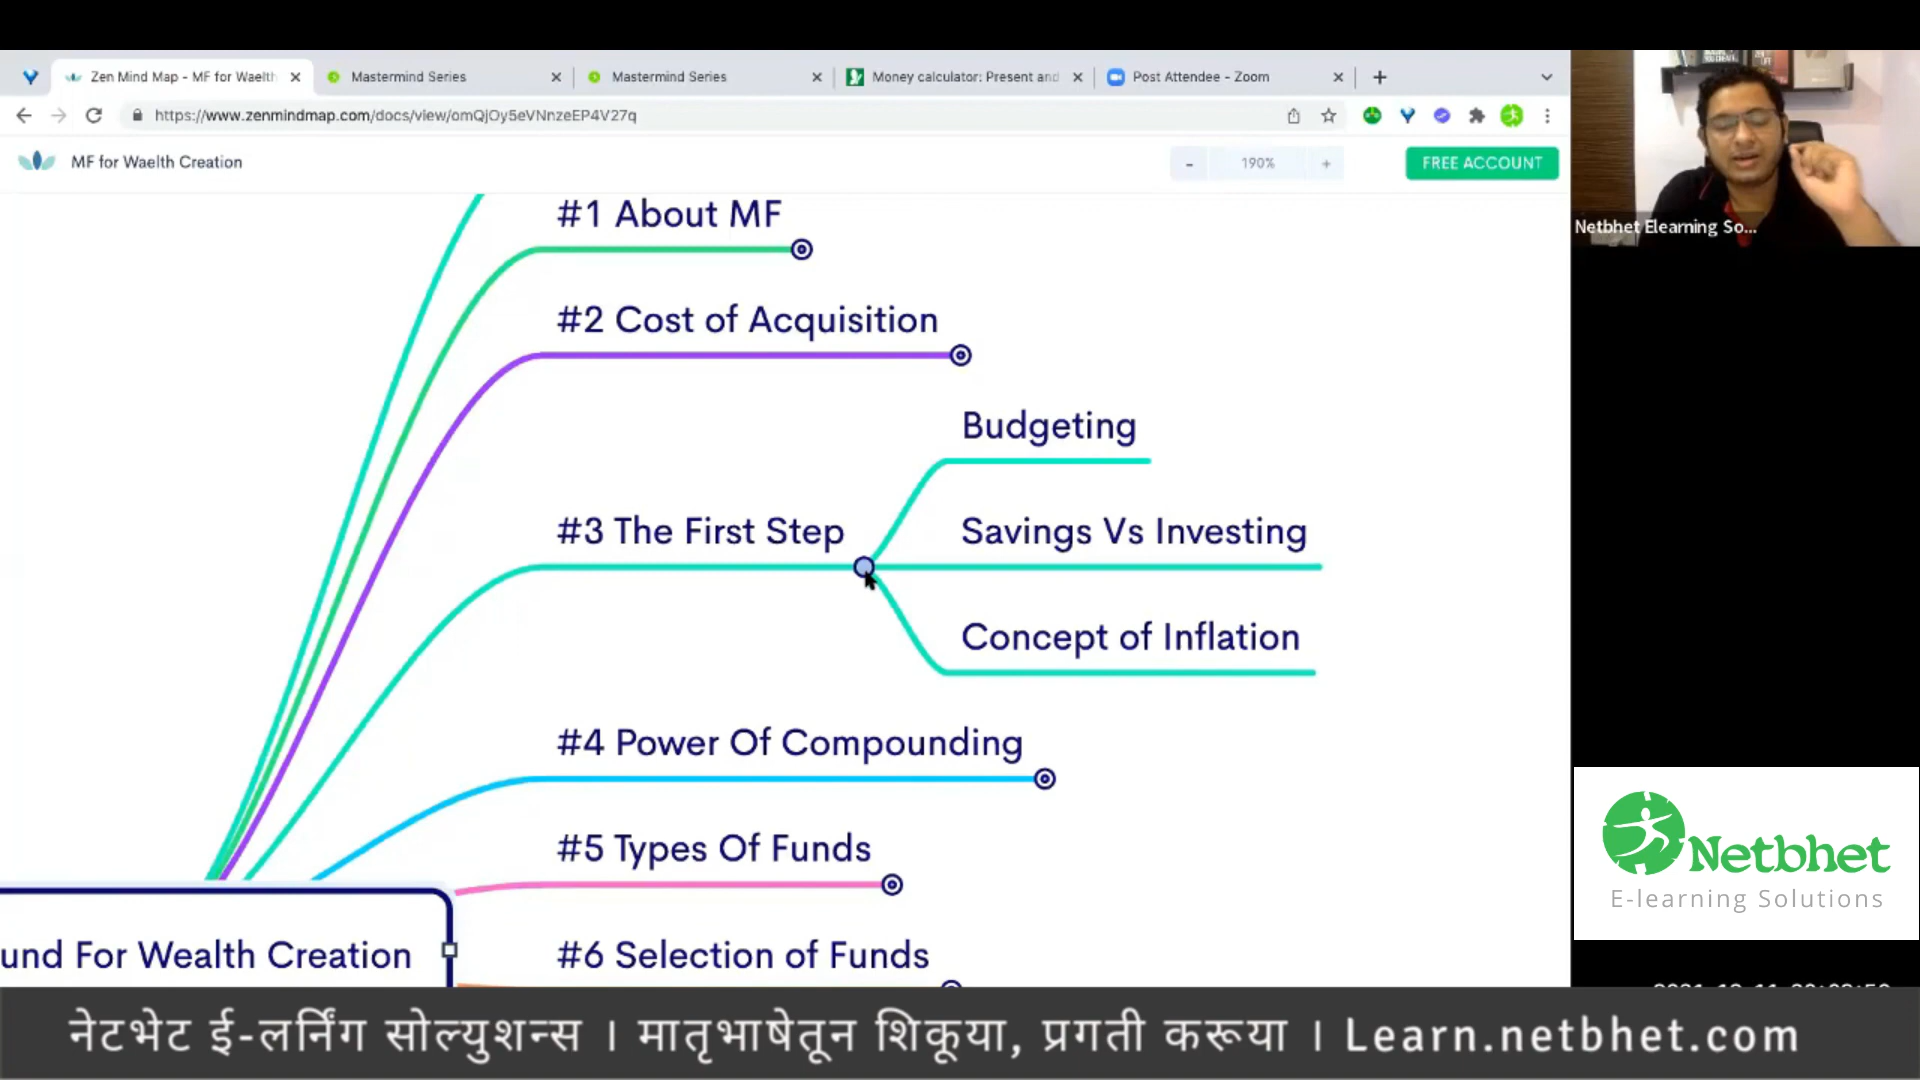 Zen Mind Map - MF for Waelth
Mastermind Series
Mastermind Series
Money calculator: Present and
Post Attendee - Zoom
https://www.zenmindmap.com/docs/view/omQjOy5eVNnzeEP4V27q
MF for Waelth Creation
- 190% +
FREE ACCOUNT
Netbhet Elearning So...
#1 About MF
#2 Cost of Acquisition
Budgeting
#3 The First Step
Savings Vs Investing
Concept of Inflation
#4 Power Of Compounding
#5 Types Of Funds
und For Wealth Creation
#6 Selection of Funds
Netbhet
E-learning Solutions
नेटभेट ई-लर्निंग सोल्युशन्स । मातृभाषेतून शिकूया, प्रगती करूया । Learn.netbhet.com